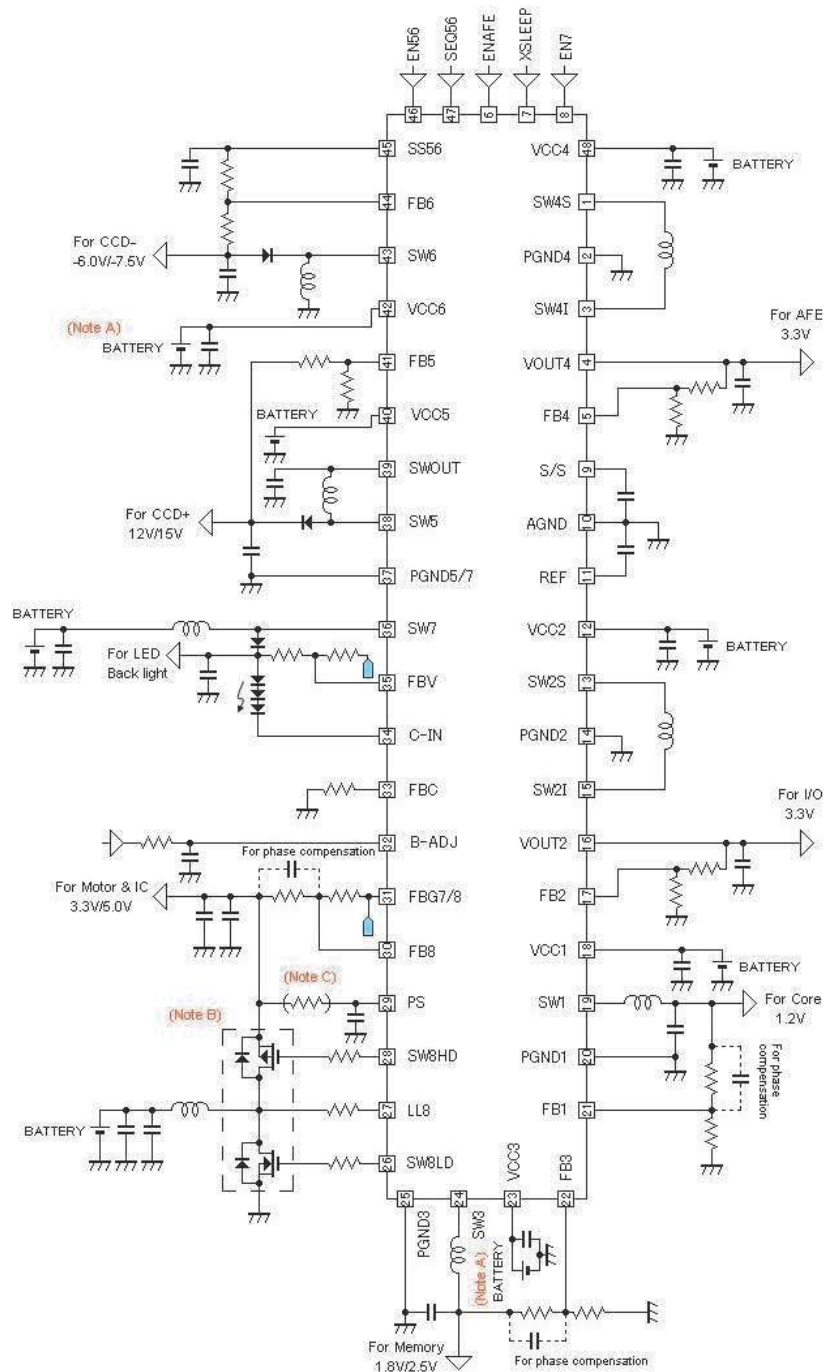 EN56
SEQ56
ENAFE
XSLEEP
EN7
46
47
6
7
8
45 SS56
44 FB6
For CCD–
–6.0V/–7.5V
43 SW6
42 VCC6
(Note A)
BATTERY
41 FB5
BATTERY
40 VCC5
39 SWOUT
For CCD+
12V/15V
38 SW5
37 PGND5/7
BATTERY
36 SW7
For LED
Back light
35 FBV
34 C-IN
33 FBC
32 B-ADJ
For phase compensation
For Motor & IC
3.3V/5.0V
31 FBG7/8
30 FB8
(Note C)
29 PS
(Note B)
28 SW8HD
BATTERY
27 LL8
26 SW8LD
VCC4 48
BATTERY
SW4S 1
PGND4 2
SW4I 3
For AFE
3.3V
VOUT4 4
FB4 5
S/S 9
AGND 10
REF 11
VCC2 12
BATTERY
SW2S 13
PGND2 14
SW2I 15
For I/O
3.3V
VOUT2 16
FB2 17
VCC1 18
BATTERY
SW1 19
For Core
1.2V
PGND1 20
For phase
compensation
FB1 21
25
PGND3
24
SW3
VCC3
23
FB3
22
(Note A)
BATTERY
For Memory
1.8V/2.5V
For phase compensation